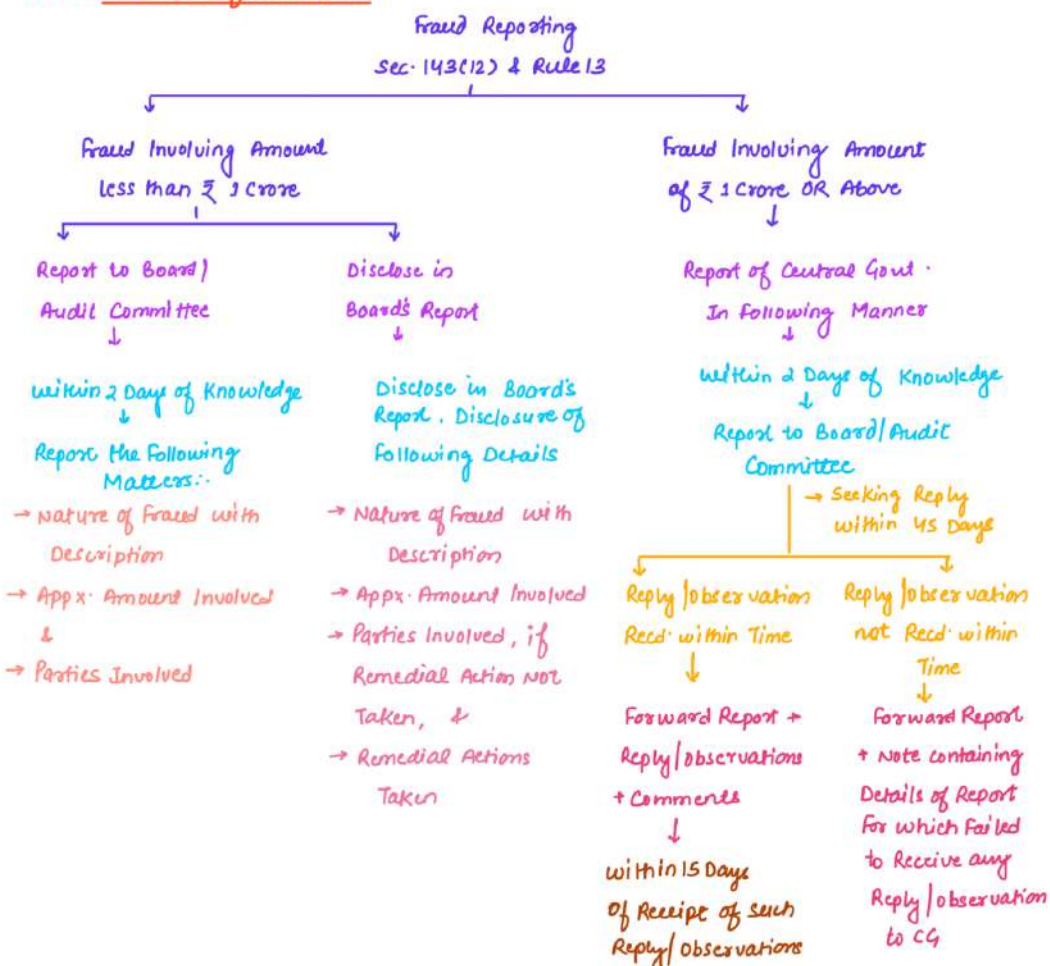 Fraud Reporting
Sec. 143(12) & Rule 13
Fraud Involving Amount
less than ₹ 1 Crore
Report to Board/
Audit Committee
within 2 Days of Knowledge
Report the Following
Matters:-
→ Nature of Fraud with
Description
→ Appx. Amount Involved
&
→ Parties Involved
Disclose in
Board's Report
Disclose in Board's
Report. Disclosure of
Following Details
→ Nature of Fraud with
Description
→ Appx. Amount Involved
→ Parties Involved, if
Remedial Action Not
Taken, &
→ Remedial Actions
Taken
Fraud Involving Amount
of ₹ 1 Crore OR Above
Report of Central Govt.
In Following Manner
within 2 Days of Knowledge
Report to Board/Audit
Committee
→ Seeking Reply
within 45 Days
Reply/observation
Recd. within Time
Forward Report +
Reply/observations
+ Comments
within 15 Days
of Receipt of such
Reply/observations
Reply/observation
not Recd. within
Time
Forward Report
+ Note containing
Details of Report
For which Failed
to Receive any
Reply/observation
to CG